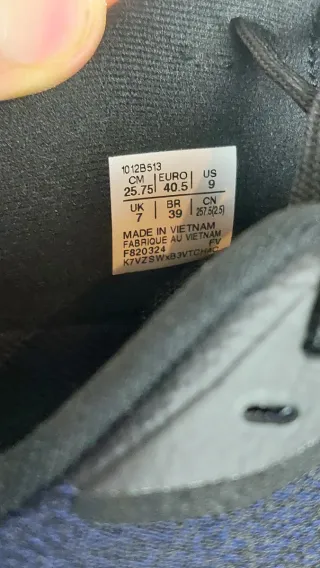 1012B513
CM EURO US
25.75 40.5 9
UK BR CN
7 39 257.5(2.5)
MADE IN VIETNAM
FABRIQUE AU VIETNAM
F820324 FV